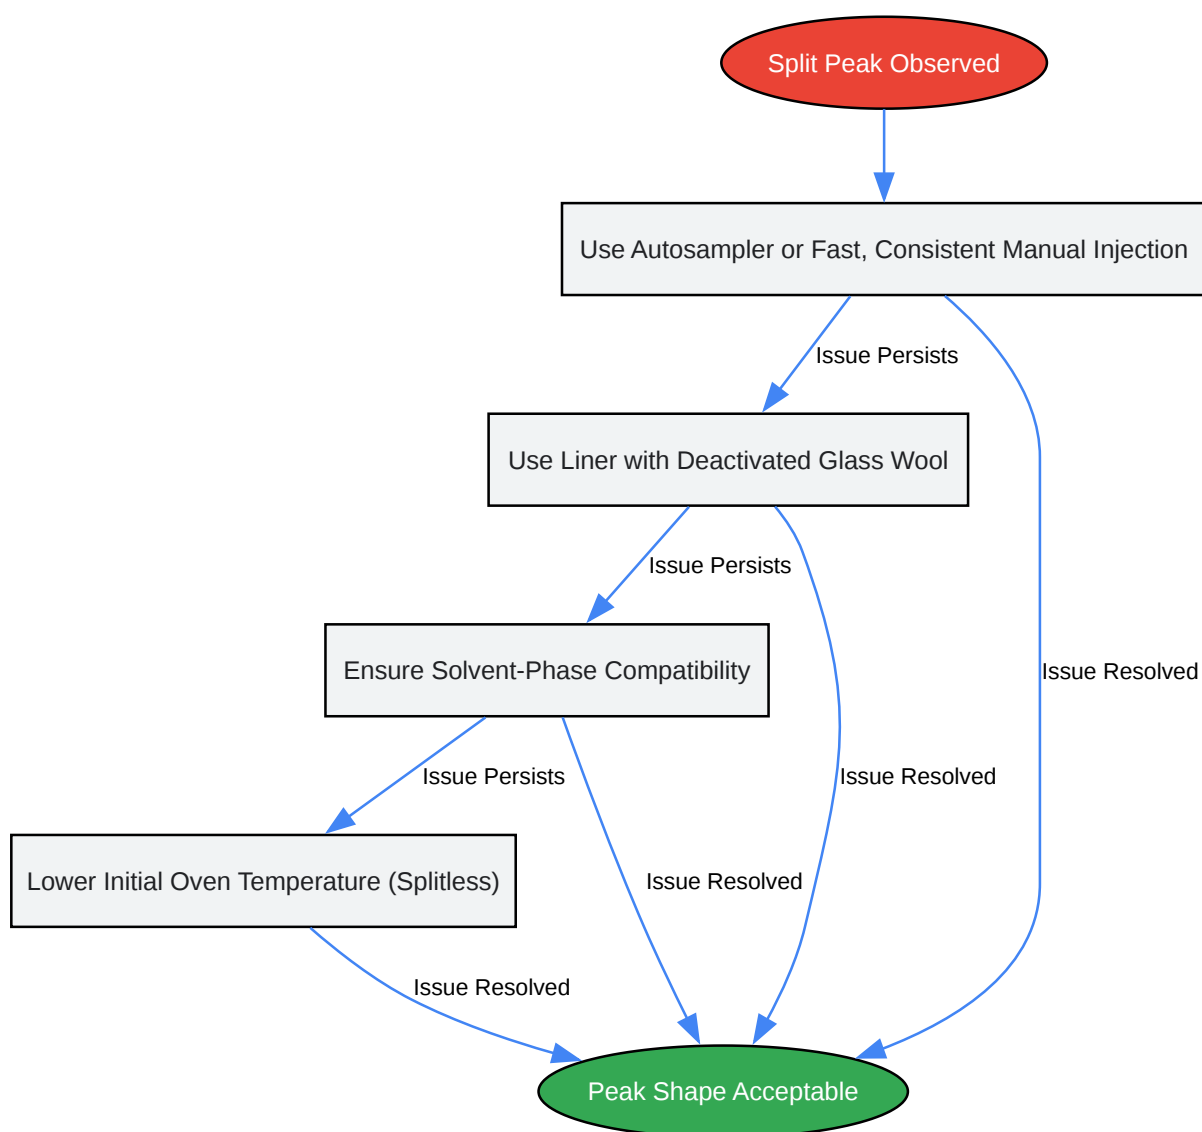 Split Peak Observed
Use Autosampler or Fast, Consistent Manual Injection
Issue Persists
Use Liner with Deactivated Glass Wool
Issue Persists
Ensure Solvent-Phase Compatibility
Issue Resolved
Issue Persists
Issue Resolved
Lower Initial Oven Temperature (Splitless)
Issue Resolved
Issue Resolved
Peak Shape Acceptable